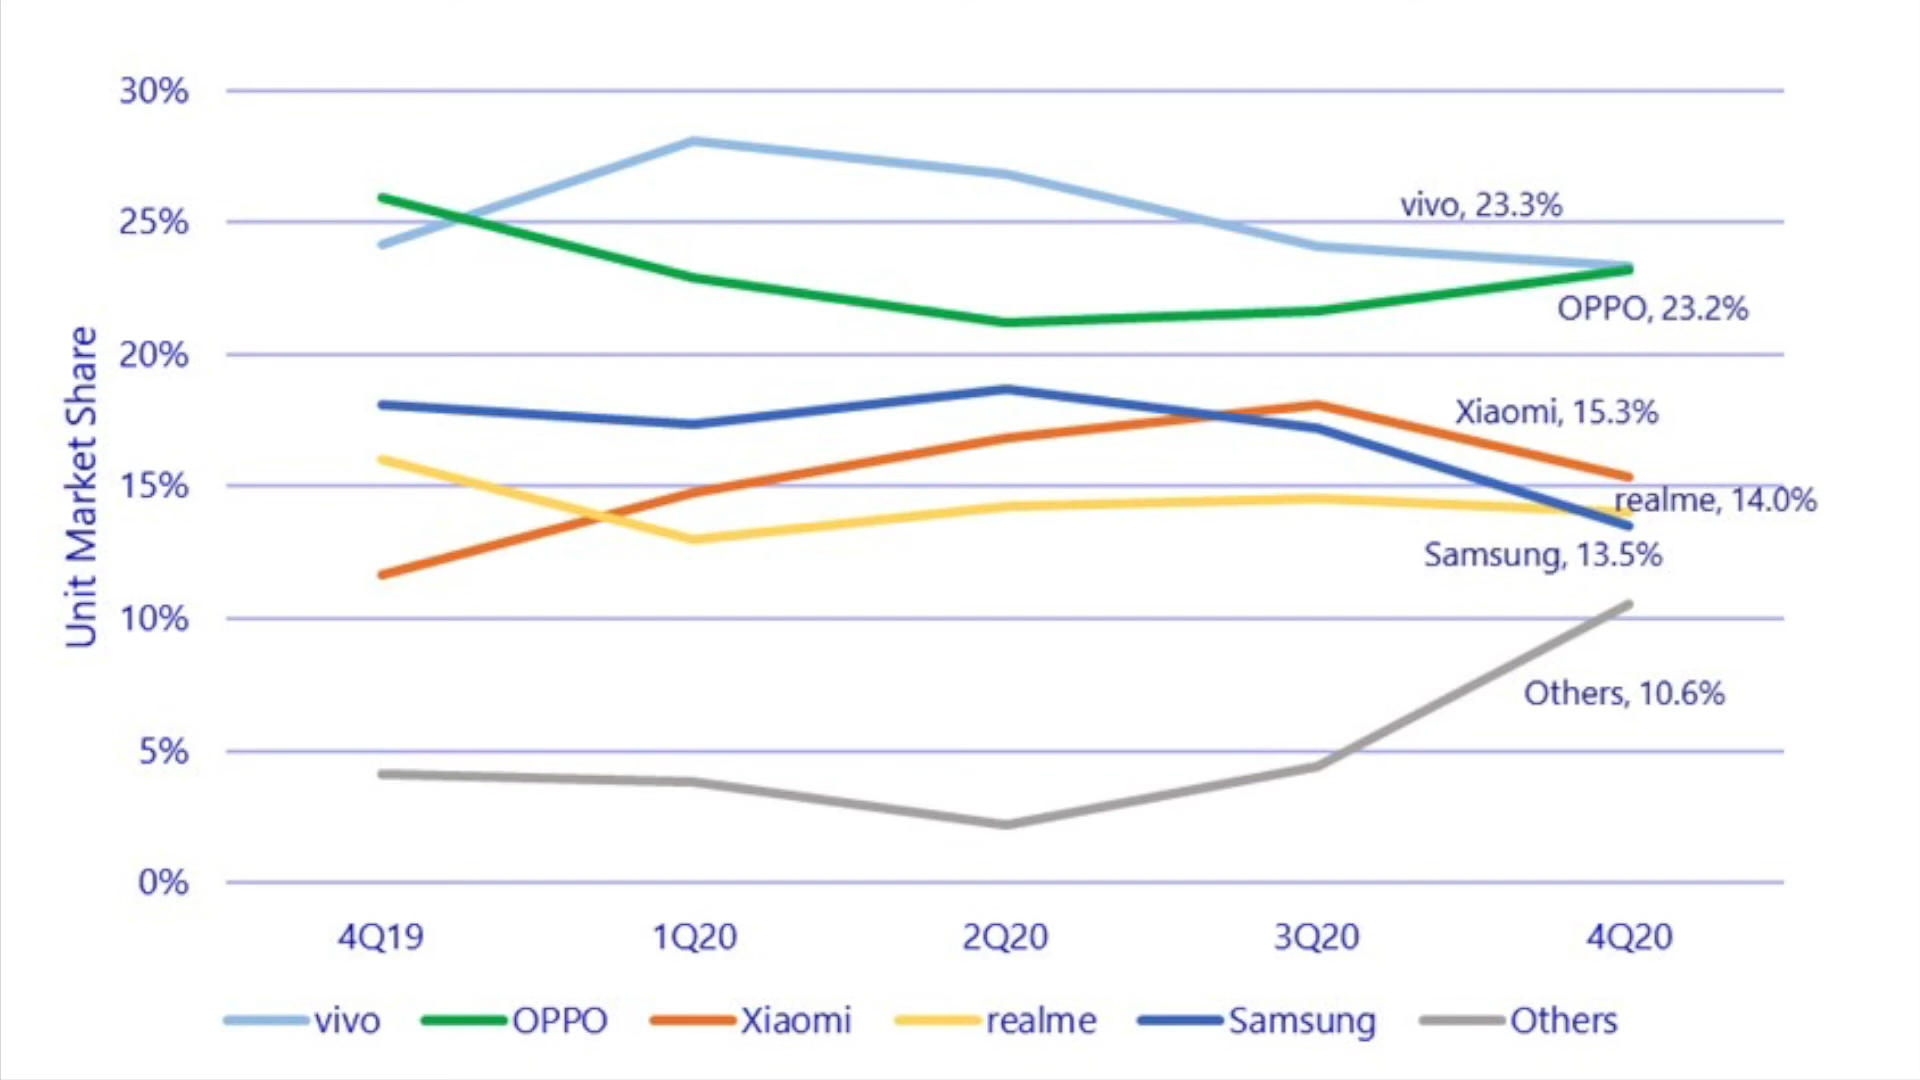 30%
25%
20%
15%
10%
5%
0%
Unit Market Share
vivo, 23.3%
OPPO, 23.2%
Xiaomi, 15.3%
realme, 14.0%
Samsung, 13.5%
Others, 10.6%
4Q19 1Q20 2Q20 3Q20 4Q20
vivo OPPO Xiaomi realme Samsung Others